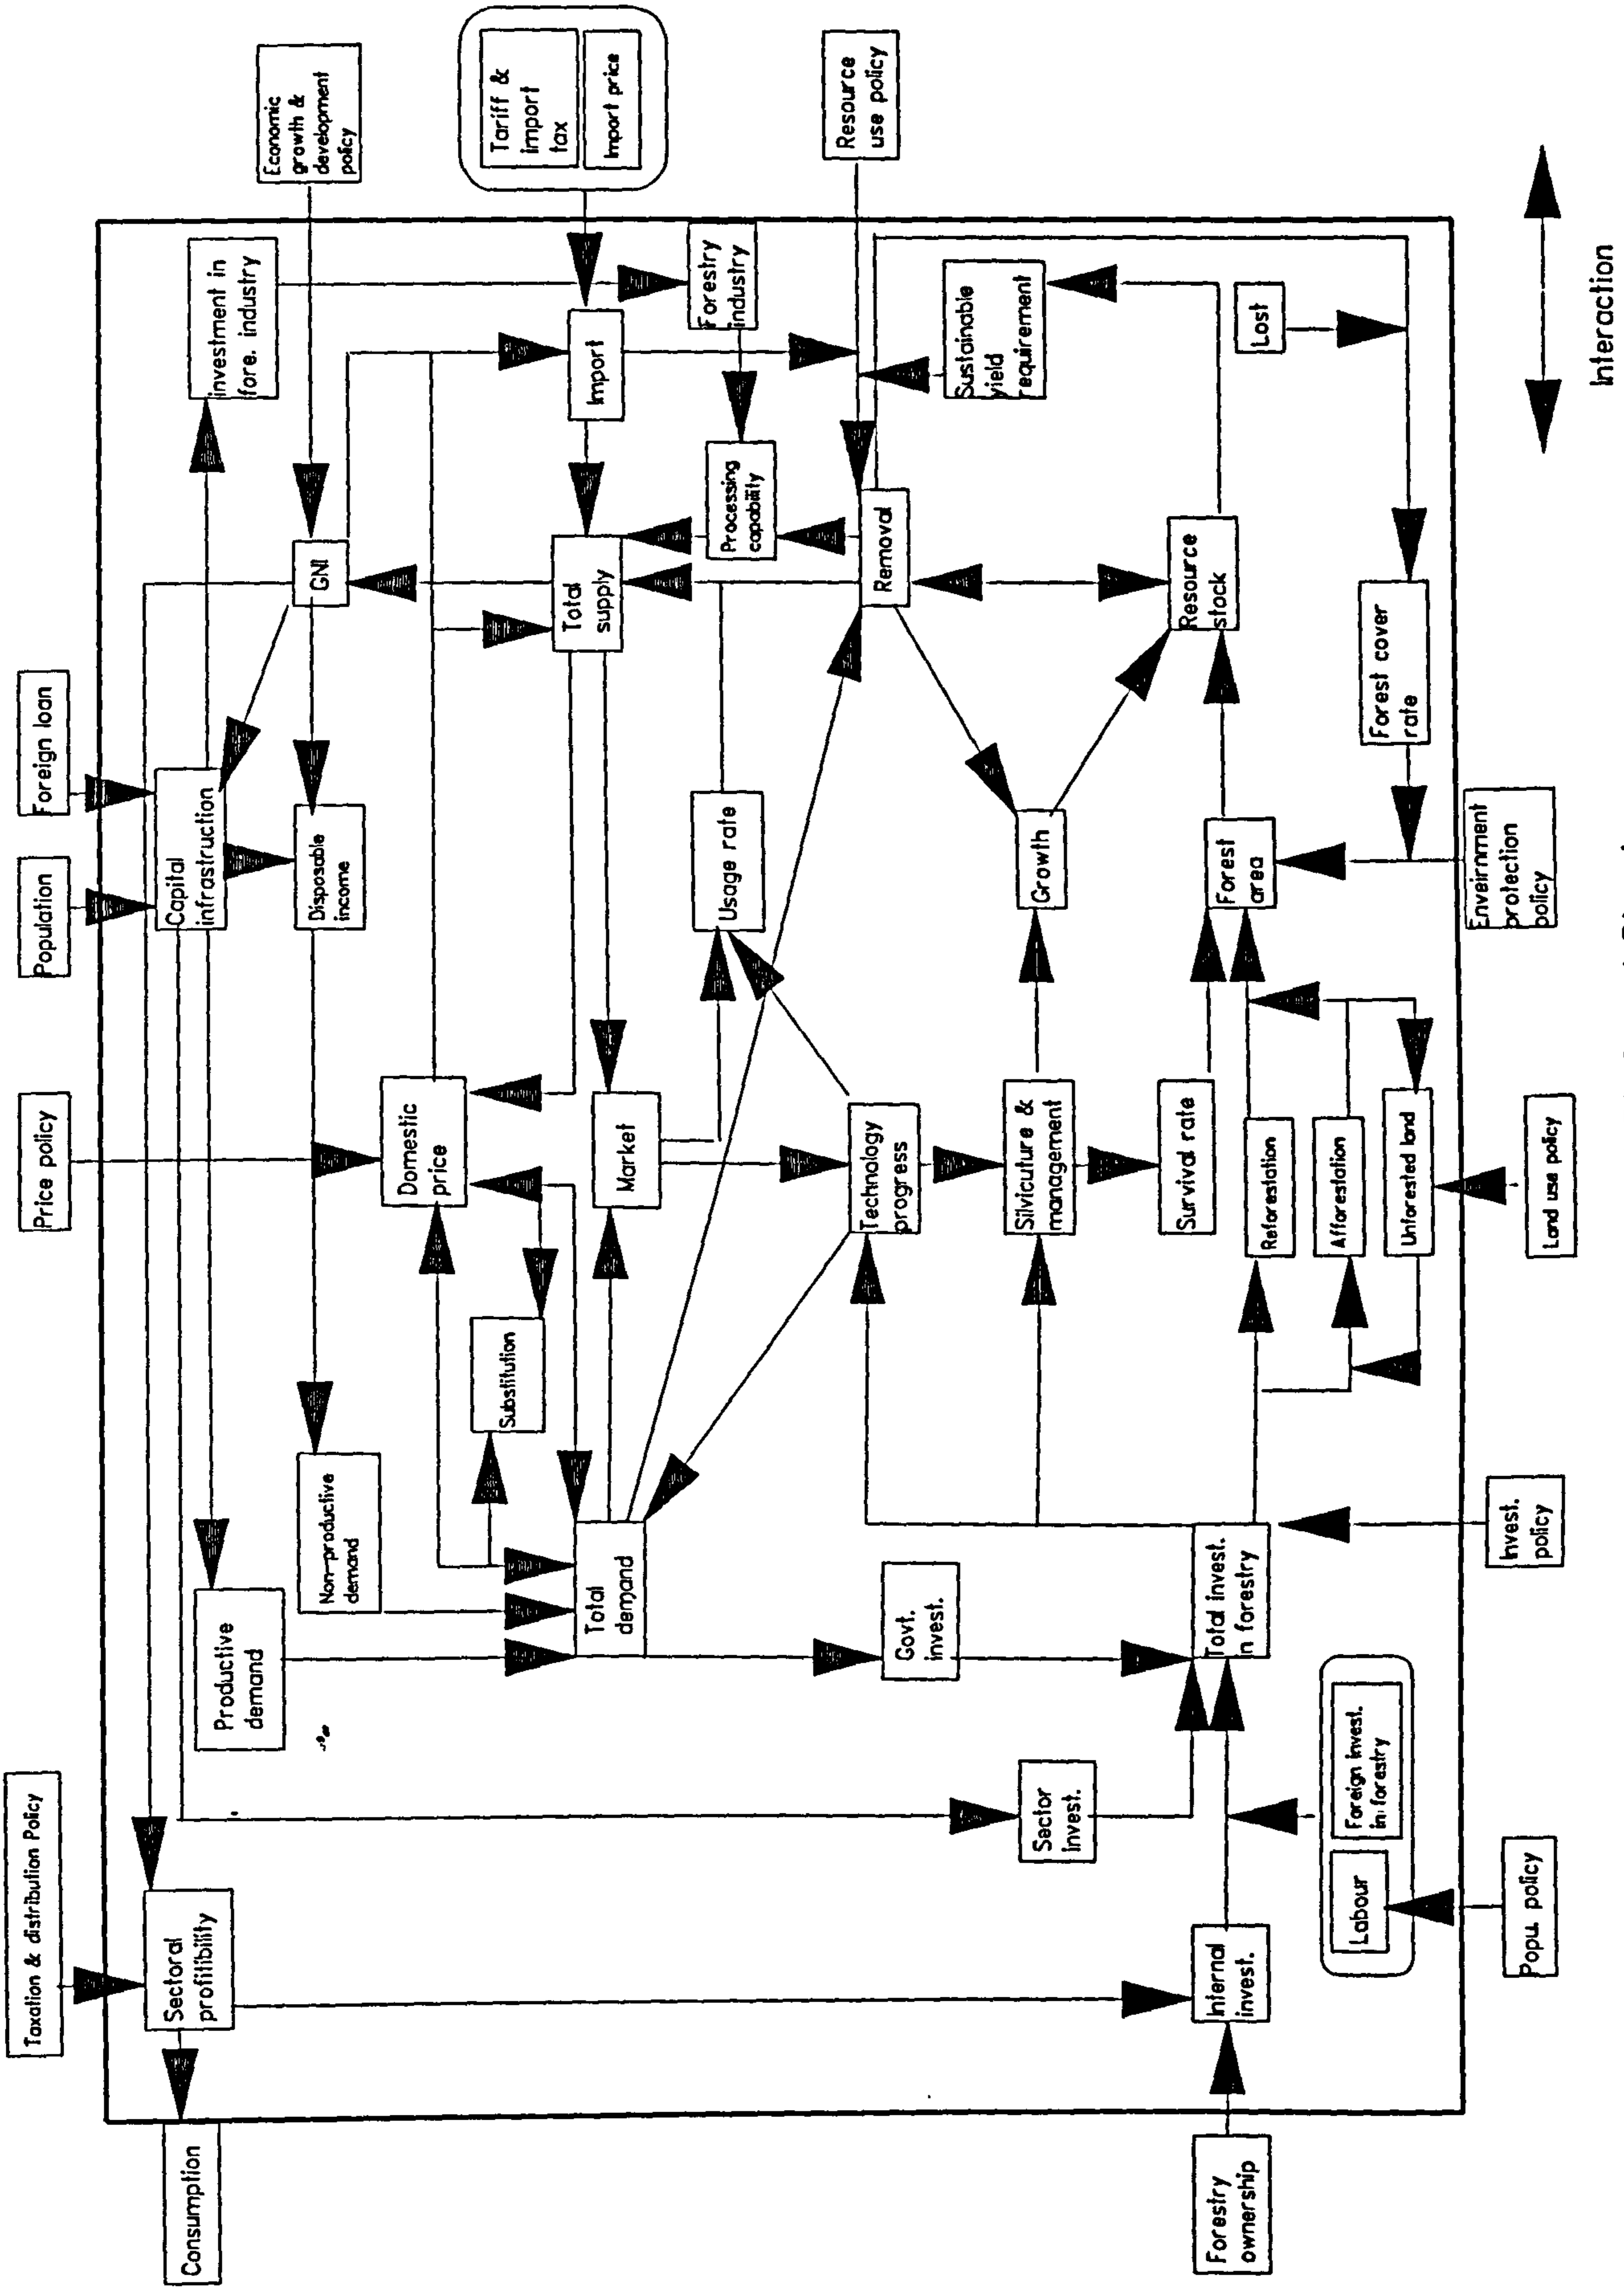 Taxation & distribution Policy
Price policy
Population
Foreign loan
Consumption
Sectoral
profitibility
Productive
demand
Capital
infrastruction
investment in
fore. industry
Economic
growth &
development
policy
Non-productive
demand
Disposable
income
GNI
Domestic
price
Substitution
Tariff &
import
tax
Import price
Total
demand
Market
Total
supply
Import
Usage rate
Processing
capability
Forestry
industry
Govt.
invest.
Technology
progress
Removal
Resource
use policy
Sector
invest.
Silvicuture &
management
Growth
Sustainable
yield
requirement
Forestry
ownership
Internal
invest.
Total invest.
in forestry
Survival rate
Forest
area
Resource
stock
Lost
Reforestation
Afforestation
Unforested land
Labour
Foreign invest.
in forestry
Forest cover
rate
Popu. policy
Invest.
policy
Land use policy
Enveirnment
protection
policy
Interaction